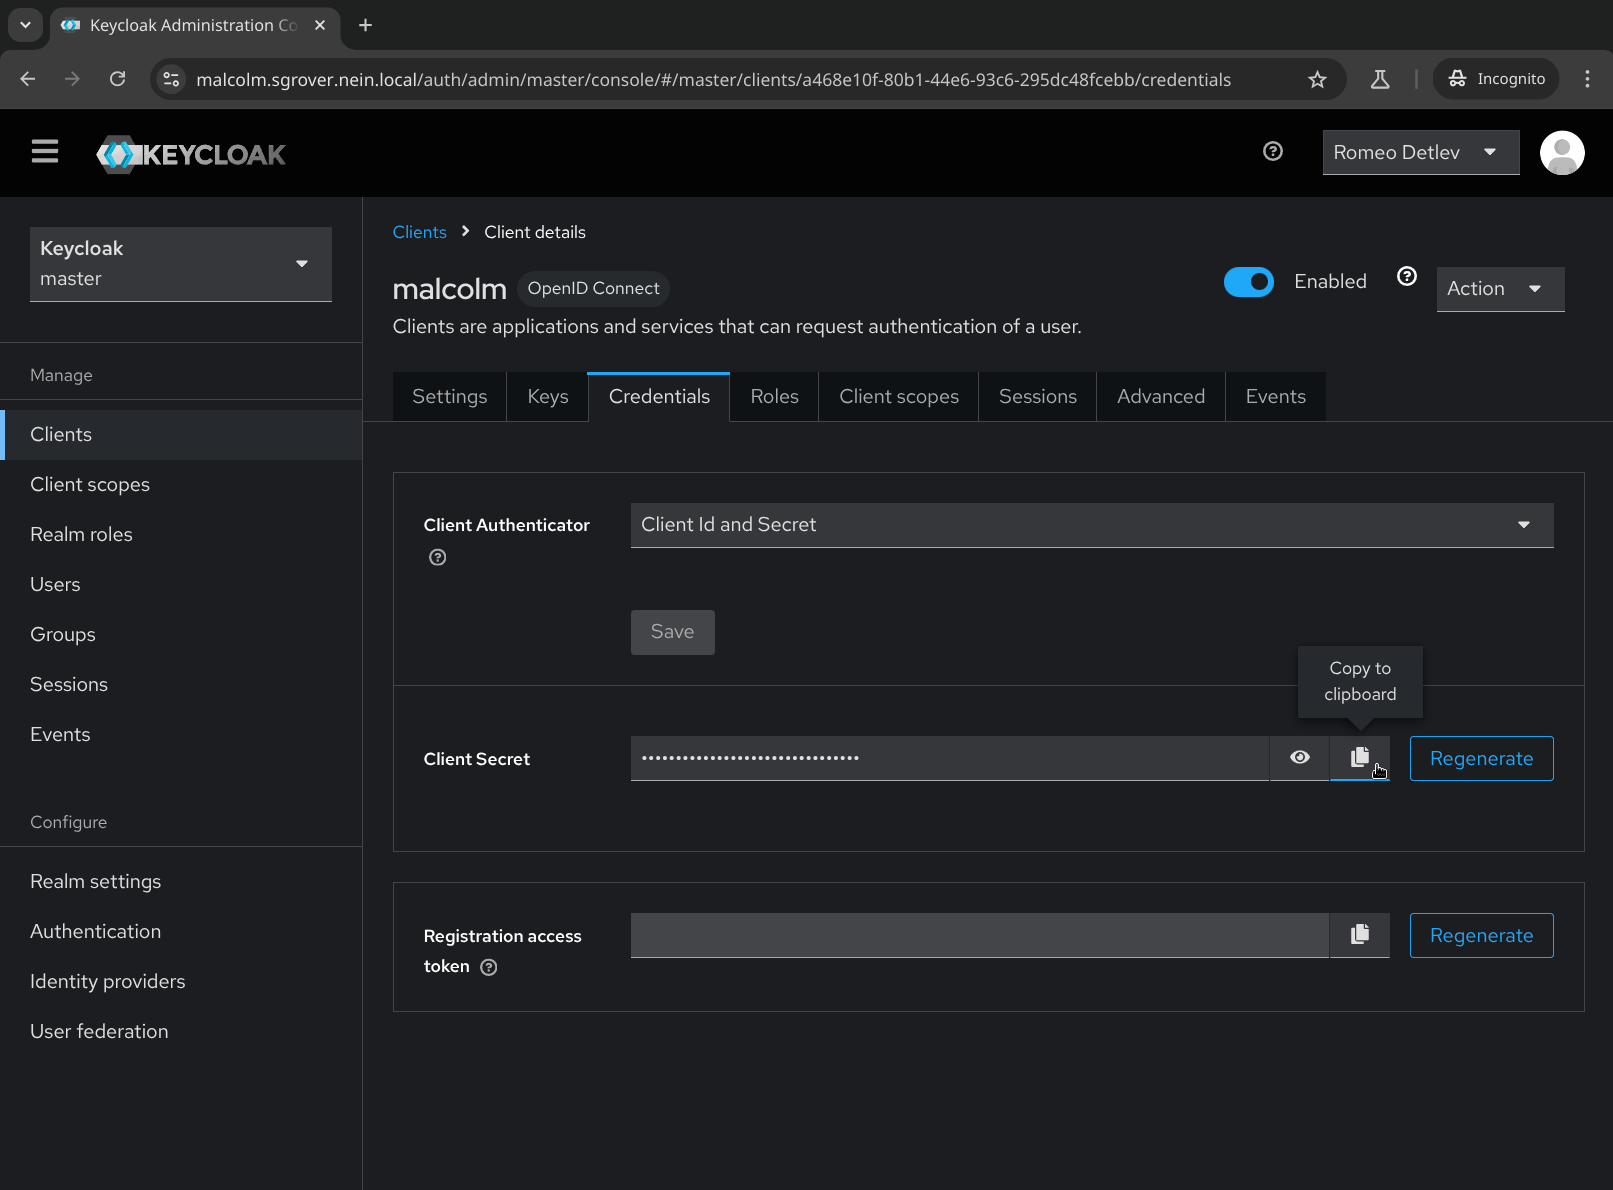 Keycloak Administration Co
malcolm.sgrover.nein.local/auth/admin/master/console/#/master/clients/a468e10f-80b1-44e6-93c6-295dc48fcebb/credentials
Incognito
KEYCLOAK
Romeo Detlev
Keycloak
master
Manage
Clients
Client scopes
Realm roles
Users
Groups
Sessions
Events
Configure
Realm settings
Authentication
Identity providers
User federation
Clients > Client details
malcolm OpenID Connect
Enabled
Action
Clients are applications and services that can request authentication of a user.
Settings Keys Credentials Roles Client scopes Sessions Advanced Events
Client Authenticator
Client Id and Secret
Save
Copy to
clipboard
Client Secret
••••••••••••••••••••••••••••••••
Regenerate
Registration access
token
Regenerate